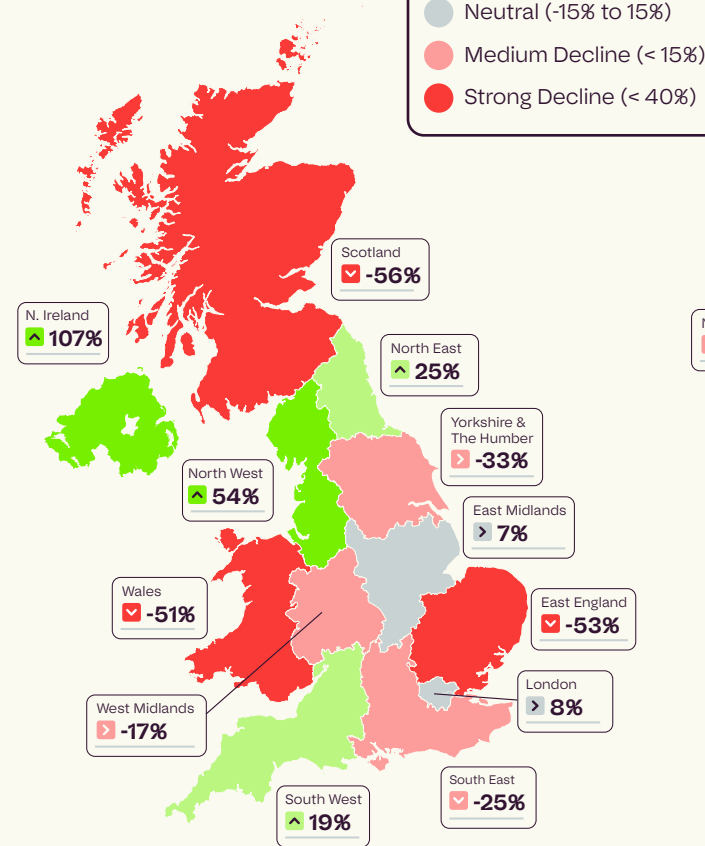 Neutral (-15% to 15%)
Medium Decline (< 15%)
Strong Decline (< 40%)
Scotland
-56%
N. Ireland
107%
North East
25%
Yorkshire &
The Humber
-33%
North West
54%
East Midlands
7%
Wales
-51%
East England
-53%
London
8%
West Midlands
-17%
South East
-25%
South West
19%